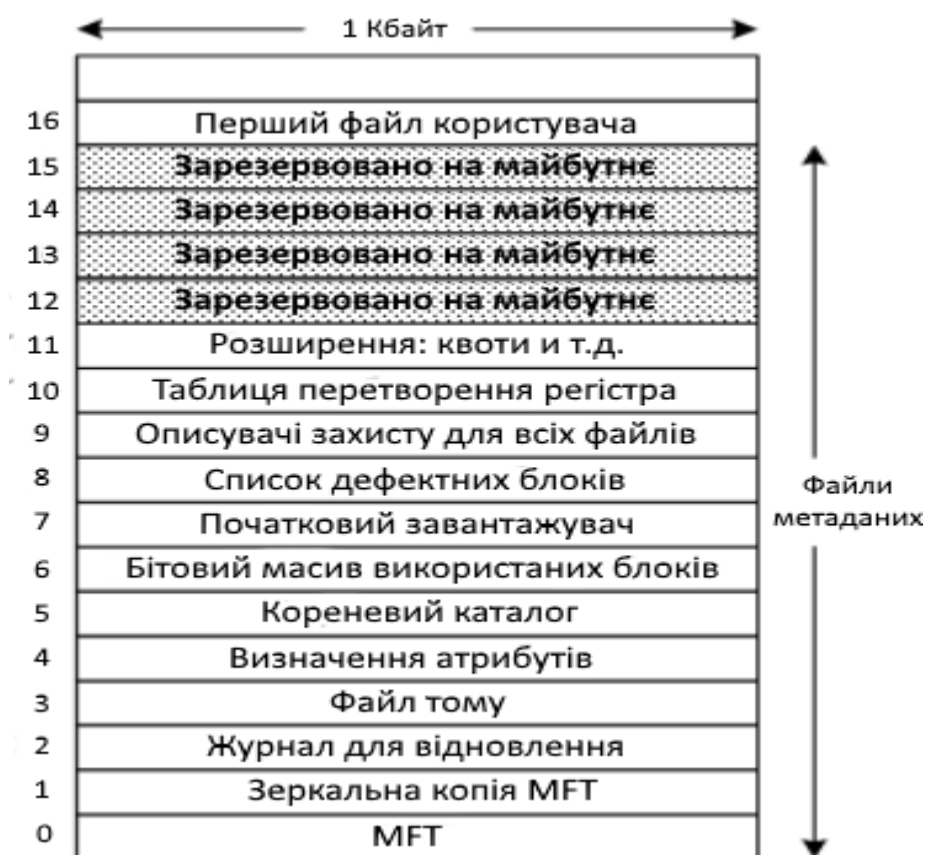 1 Кбайт
16 Перший файл користувача
15 Зарезервовано на майбутнє
14 Зарезервовано на майбутнє
13 Зарезервовано на майбутнє
12 Зарезервовано на майбутнє
11 Розширення: квоти и т.д.
10 Таблиця перетворення регістра
9 Описувачі захисту для всіх файлів
8 Список дефектних блоків
7 Початковий завантажувач
6 Бітовий масив використаних блоків
5 Кореневий каталог
4 Визначення атрибутів
3 Файл тому
2 Журнал для відновлення
1 Зеркальна копія MFT
0 MFT
Файли
метаданих